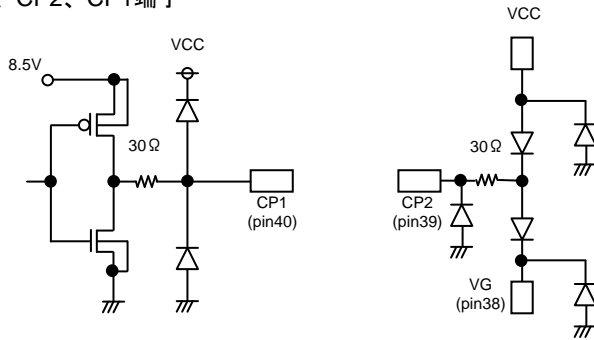 CP2、CP1端子
VCC
8.5V
30Ω
CP1
(pin40)
VCC
30Ω
CP2
(pin39)
VG
(pin38)